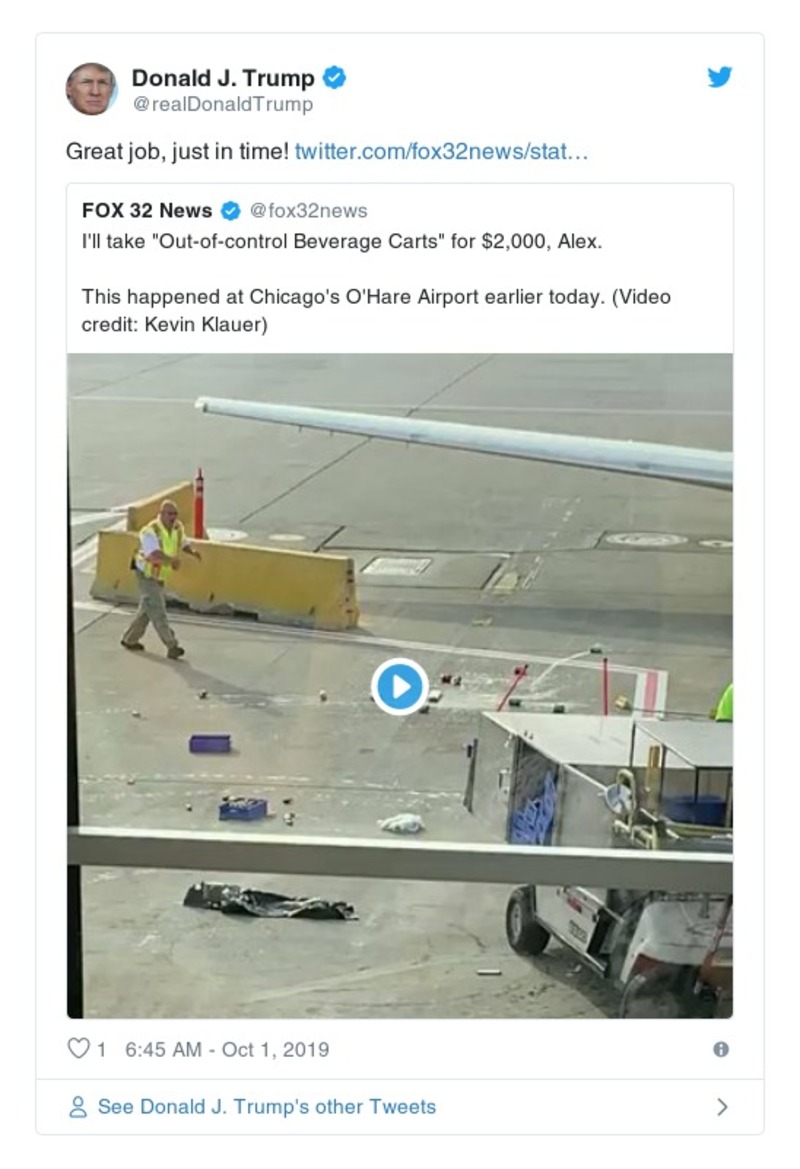 Donald J. Trump
@realDonaldTrump
Great job, just in time! twitter.com/fox32news/stat…
FOX 32 News @fox32news
I'll take "Out-of-control Beverage Carts" for $2,000, Alex.
This happened at Chicago's O'Hare Airport earlier today. (Video
credit: Kevin Klauer)
1 6:45 AM - Oct 1, 2019
See Donald J. Trump's other Tweets